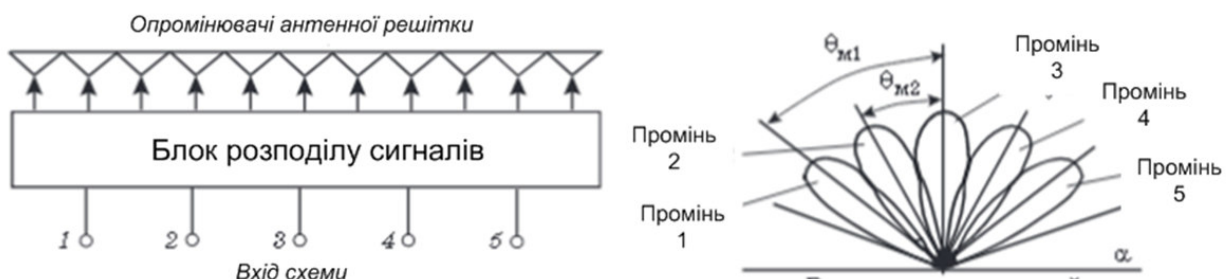 Опромінювачі антенної решітки
Блок розподілу сигналів
1 2 3 4 5
Вхід схеми
θм1
θм2
Промінь
3
Промінь
4
Промінь
2
Промінь
5
Промінь
1
α